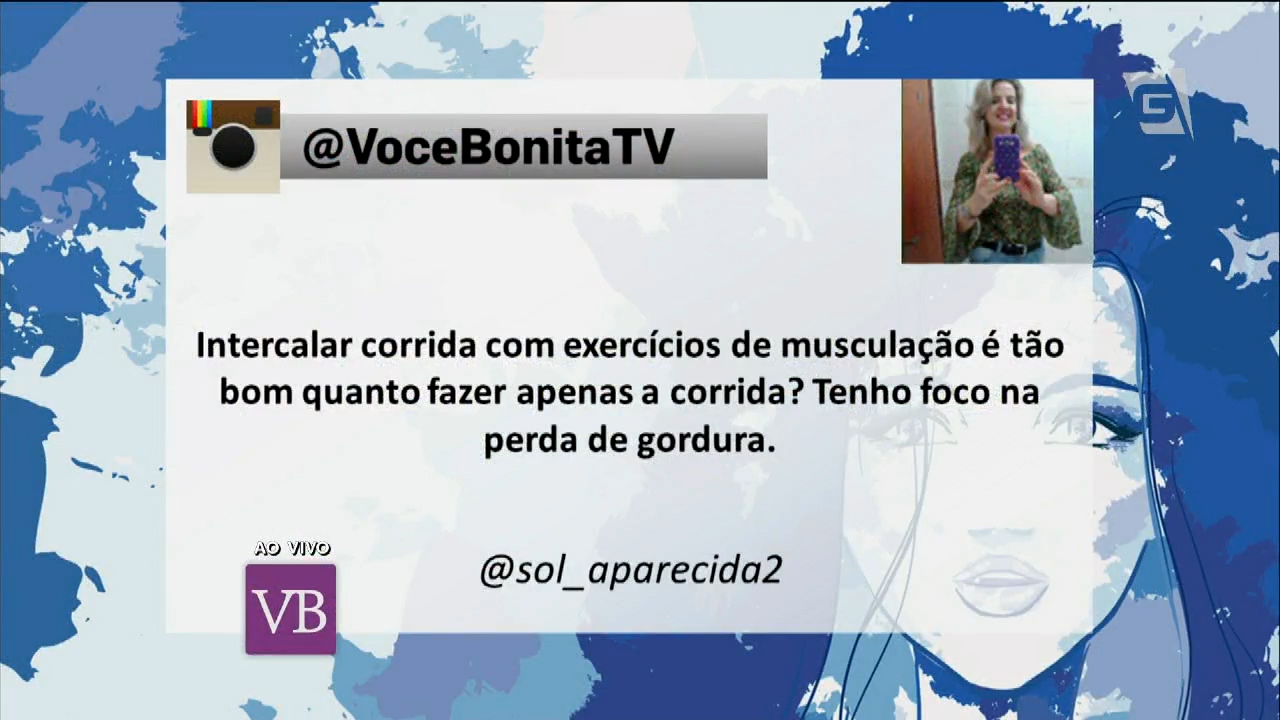 @VoceBonitaTV
G
Intercalar corrida com exercícios de musculação é tão
bom quanto fazer apenas a corrida? Tenho foco na
perda de gordura.
@sol_aparecida2
AO VIVO
VB